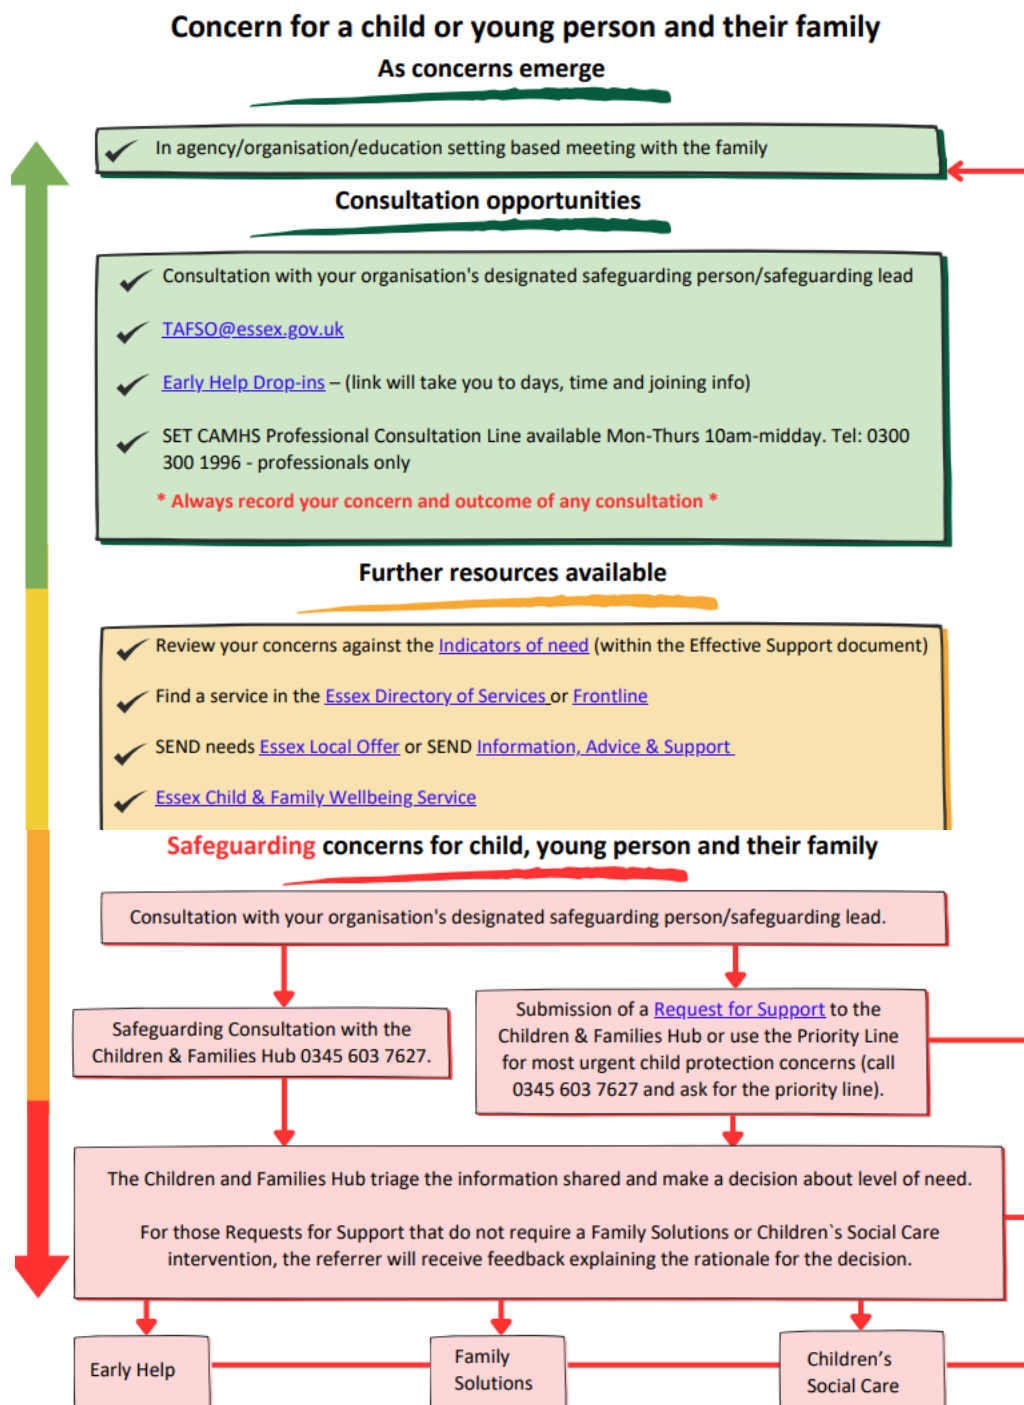 Concern for a child or young person and their family
As concerns emerge
In agency/organisation/education setting based meeting with the family
Consultation opportunities
Consultation with your organisation's designated safeguarding person/safeguarding lead
TAFSO@essex.gov.uk
Early Help Drop-ins – (link will take you to days, time and joining info)
SET CAMHS Professional Consultation Line available Mon-Thurs 10am-midday. Tel: 0300
300 1996 - professionals only
* Always record your concern and outcome of any consultation *
Further resources available
Review your concerns against the Indicators of need (within the Effective Support document)
Find a service in the Essex Directory of Services or Frontline
SEND needs Essex Local Offer or SEND Information, Advice & Support
Essex Child & Family Wellbeing Service
Safeguarding concerns for child, young person and their family
Consultation with your organisation's designated safeguarding person/safeguarding lead.
Safeguarding Consultation with the
Children & Families Hub 0345 603 7627.
Submission of a Request for Support to the
Children & Families Hub or use the Priority Line
for most urgent child protection concerns (call
0345 603 7627 and ask for the priority line).
The Children and Families Hub triage the information shared and make a decision about level of need.
For those Requests for Support that do not require a Family Solutions or Children`s Social Care
intervention, the referrer will receive feedback explaining the rationale for the decision.
Early Help
Family
Solutions
Children's
Social Care